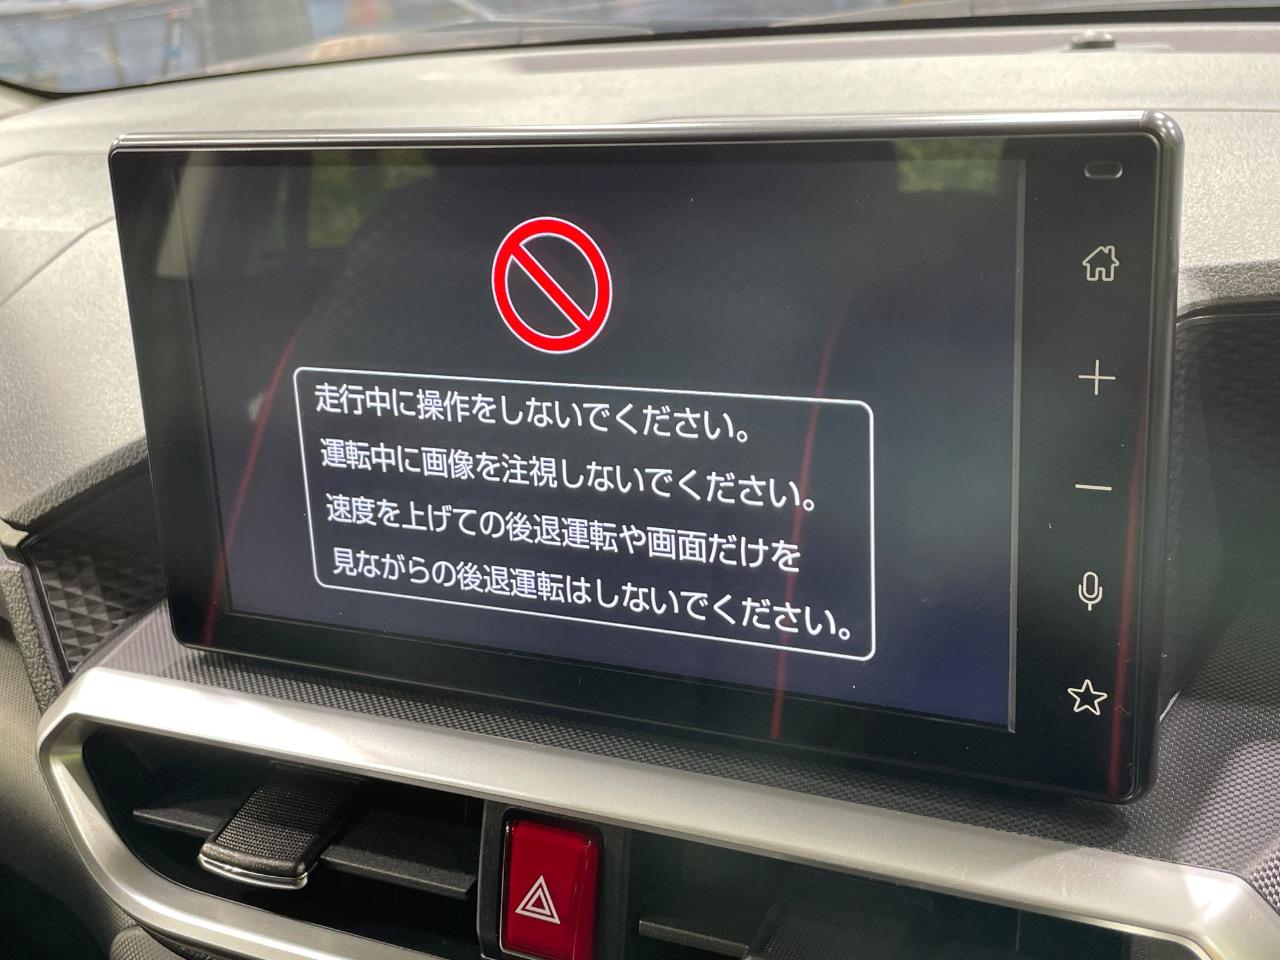 走行中に操作をしないでください。
運転中に画像を注視しないでください。
速度を上げての後退運転や画面だけを
見ながらの後退運転はしないでください。